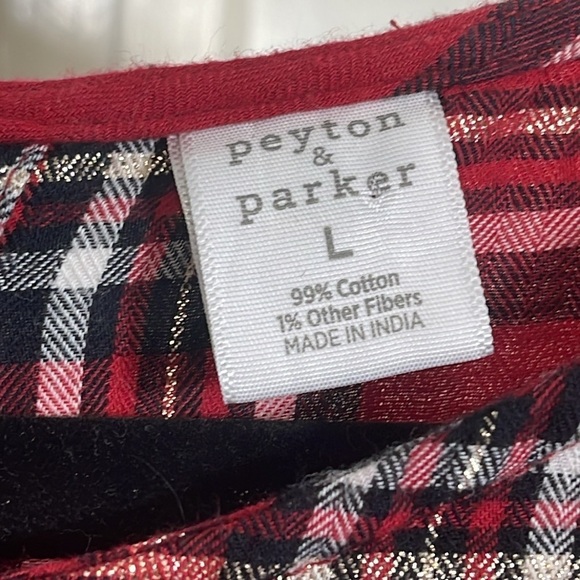 peyton
&
parker
L
99% Cotton
1% Other Fibers
MADE IN INDIA